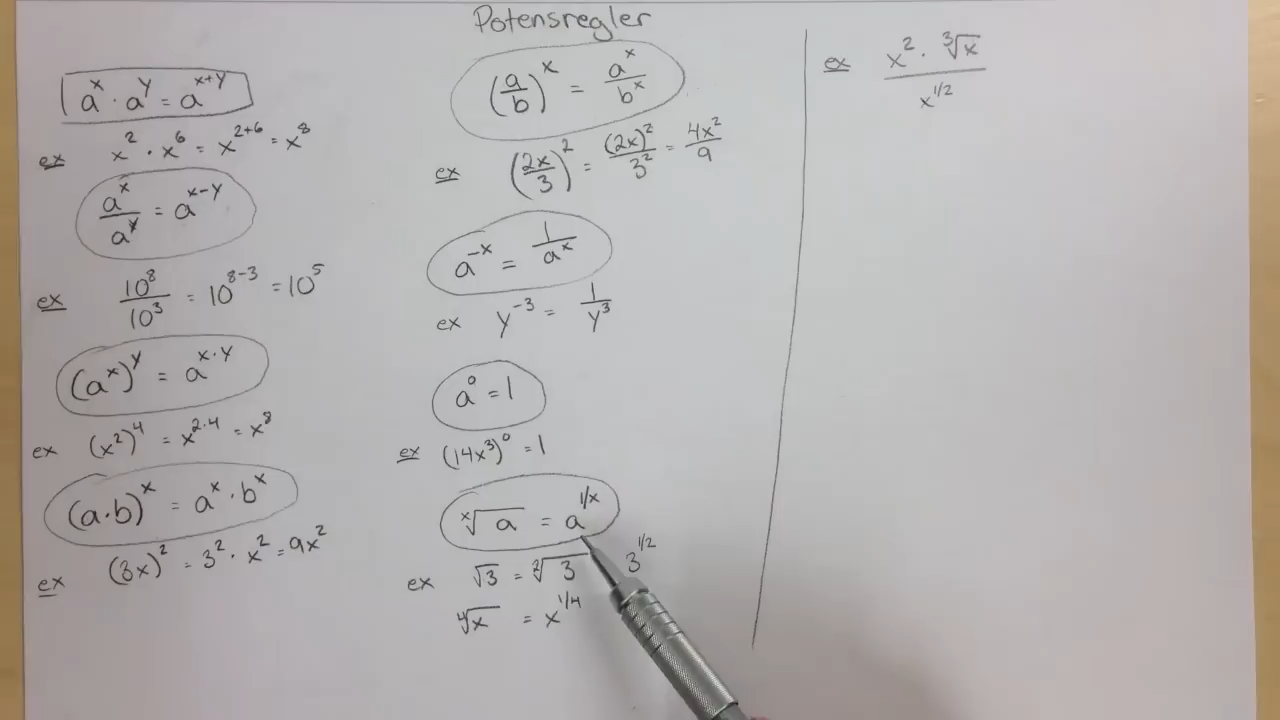 Potensregler
a^x · a^y = a^{x+y}
ex x^2 · x^6 = x^{2+6} = x^8
a^x / a^y = a^{x-y}
ex 10^8 / 10^3 = 10^{8-3} = 10^5
(a^x)^y = a^{x·y}
ex (x^2)^4 = x^{2·4} = x^8
(a·b)^x = a^x · b^x
ex (3x)^2 = 3^2 · x^2 = 9x^2
(a/b)^x = a^x / b^x
ex (2x/3)^2 = (2x)^2 / 3^2 = 4x^2 / 9
a^{-x} = 1 / a^x
ex y^{-3} = 1 / y^3
a^0 = 1
ex (14x^3)^0 = 1
ˣ√a = a^{1/x}
ex √3 = ²√3 3^{1/2}
⁴√x = x^{1/4}
ex x^2 · ³√x / x^{1/2}